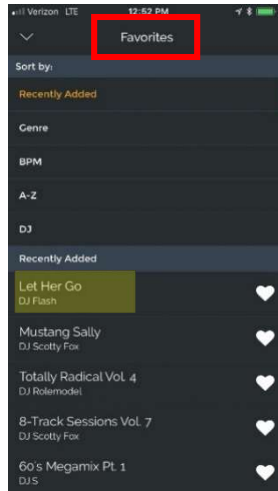 Verizon LTE 12:52 PM
Favorites
Sort by:
Recently Added
Genre
BPM
A-Z
DJ
Recently Added
Let Her Go
DJ Flash
Mustang Sally
DJ Scotty Fox
Totally Radical Vol. 4
DJ Rolemodel
8-Track Sessions Vol. 7
DJ Scotty Fox
60's Megamix Pt. 1
DJ.S